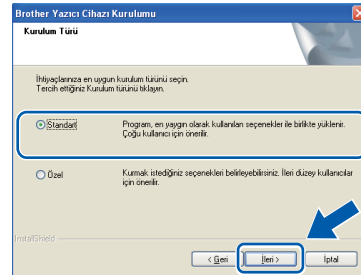 Brother Yazıcı Cihazı Kurulumu
Kurulum Türü
İhtiyaçlarınıza en uygun kurulum türünü seçin.
Tercih ettiğiniz Kurulum türünü tıklayın.
Standart
Program, en yaygın olarak kullanılan seçenekler ile birlikte yüklenir.
Çoğu kullanıcı için önerilir.
Özel
Kurmak istediğiniz seçenekleri belirleyebilirsiniz. İleri düzey kullanıcılar
için önerilir.
InstallShield
< Geri
İleri >
İptal